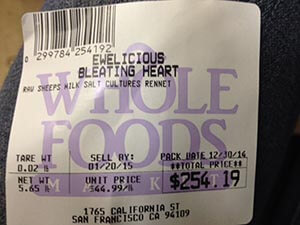 0 299784 254192
EWELICIOUS
BLEATING HEART
RAW SHEEPS MILK SALT CULTURES RENNET
WHOLE
FOODS
MARKET
TARE WT
0.02 lb
SELL BY:
01/20/15
PACK DATE 12/30/14
**TOTAL PRICE**
NET WT
5.65 lb
UNIT PRICE
$44.99/lb
$254.19
1765 CALIFORNIA ST
SAN FRANCISCO CA 94109